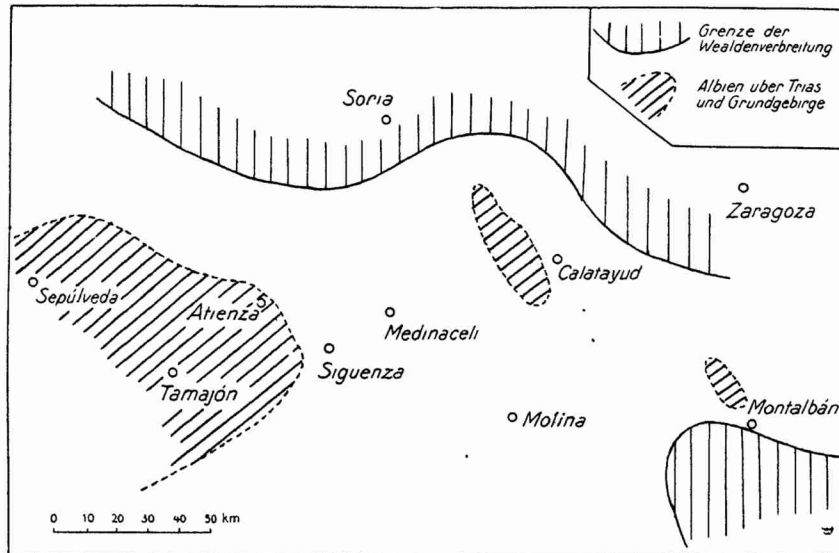 Grenze der
Wealdenverbreitung
Albien uber Trias
und Grundgebirge
Soria
Zaragoza
Calatayud
Sepúlveda
Atienza
Medinaceli
Siguenza
Tamajón
Molina
Montalbán
0 10 20 30 40 50 km